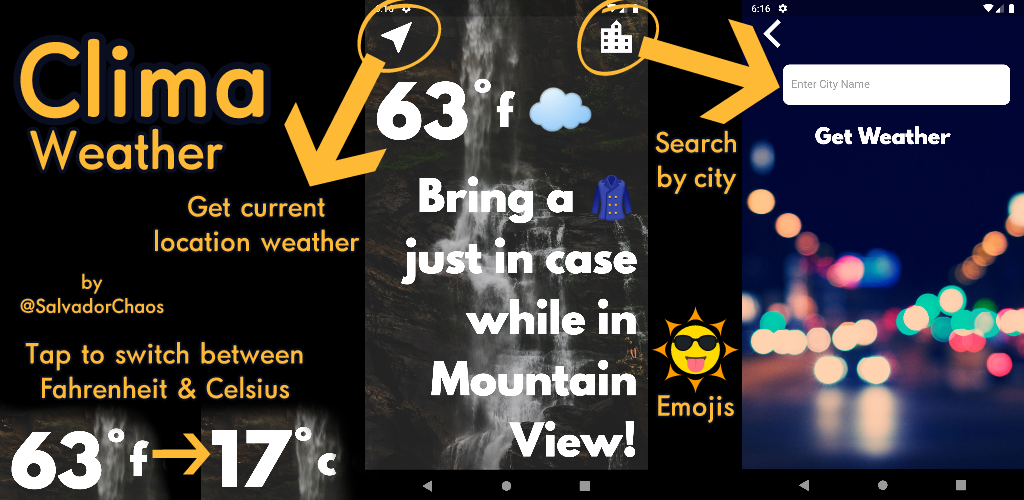 Clima
Weather
Get current
location weather
by
@SalvadorChaos
Tap to switch between
Fahrenheit & Celsius
63°f
17°c
63°f
Bring a 🧥
just in case
while in
Mountain
View!
Search
by city
Emojis
6:16
Enter City Name
Get Weather